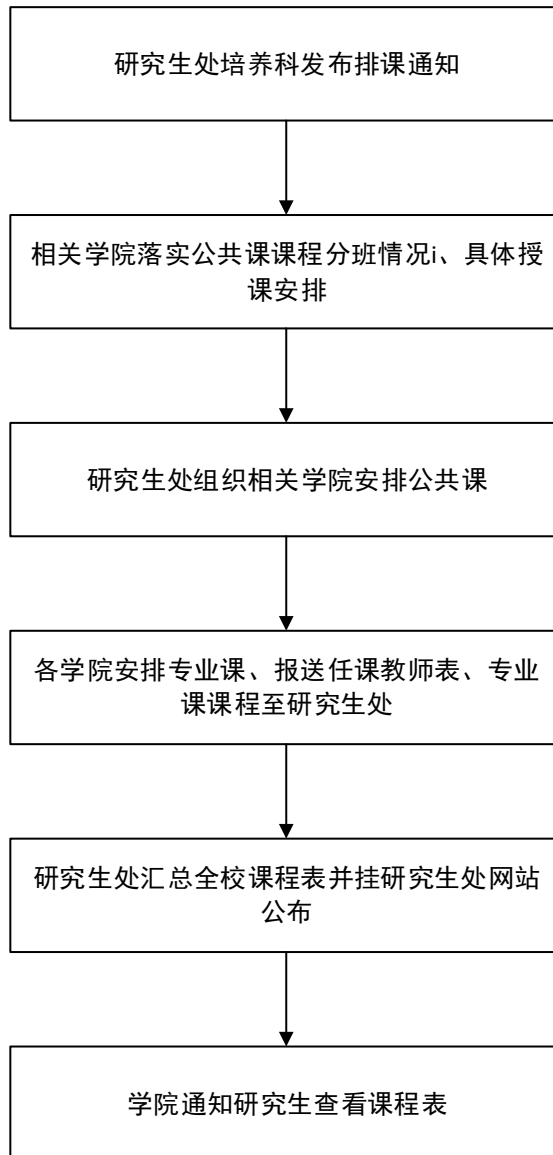 研究生处培养科发布排课通知
相关学院落实公共课课程分班情况i、具体授
课安排
研究生处组织相关学院安排公共课
各学院安排专业课、报送任课教师表、专业
课课程至研究生处
研究生处汇总全校课程表并挂研究生处网站
公布
学院通知研究生查看课程表